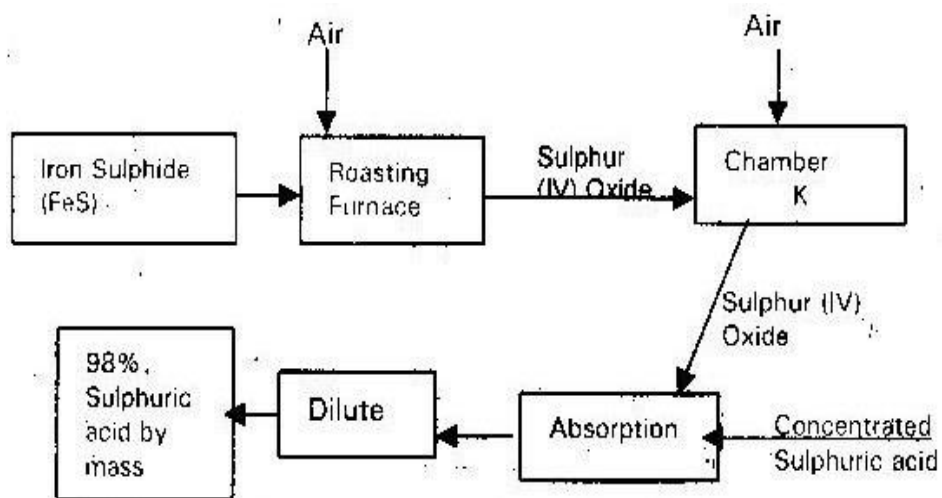 Air
Air
Iron Sulphide
(FeS)
Roasting
Furnace
Sulphur
(IV) Oxide
Chamber
K
Sulphur (IV)
Oxide
98%.
Sulphuric
acid by
mass
Dilute
Absorption
Concentrated
Sulphuric acid